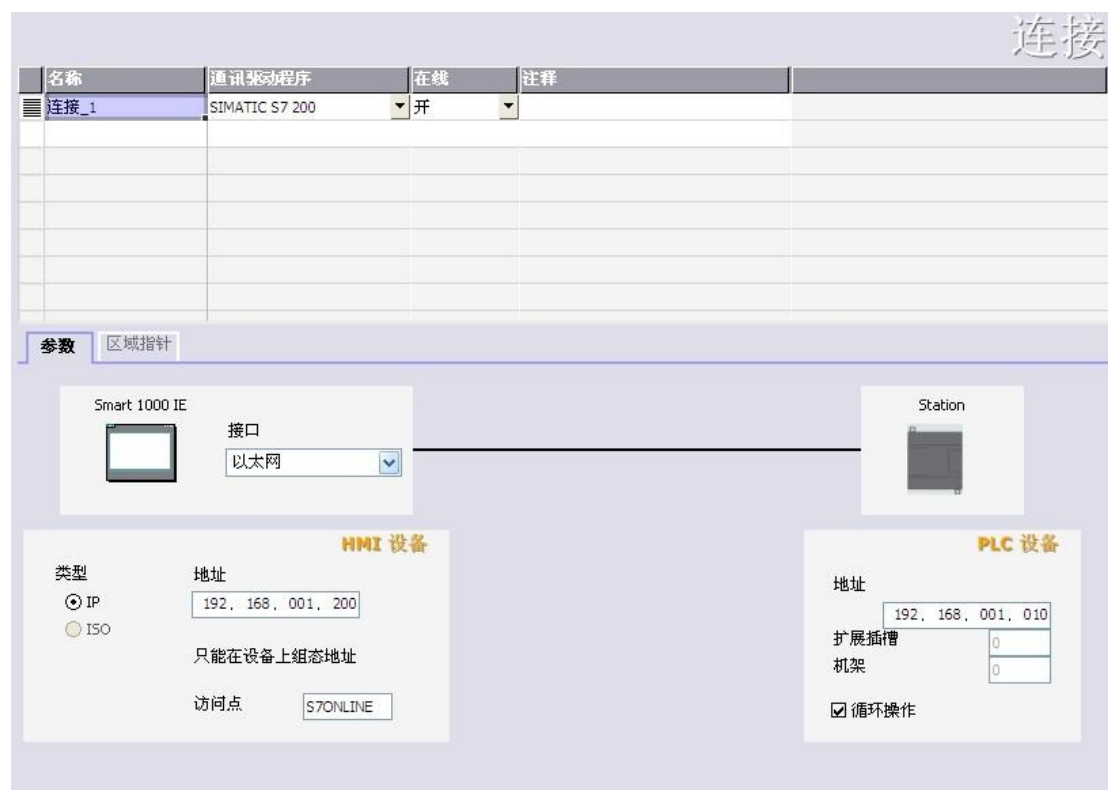 连接
名称 通讯驱动程序 在线 注释
连接_1 SIMATIC S7 200 开
参数 区域指针
Smart 1000 IE
接口
以太网
Station
HMI 设备
类型 地址
IP 192. 168. 001. 200
ISO
只能在设备上组态地址
访问点 S7ONLINE
PLC 设备
地址
192. 168. 001. 010
扩展插槽 0
机架 0
循环操作